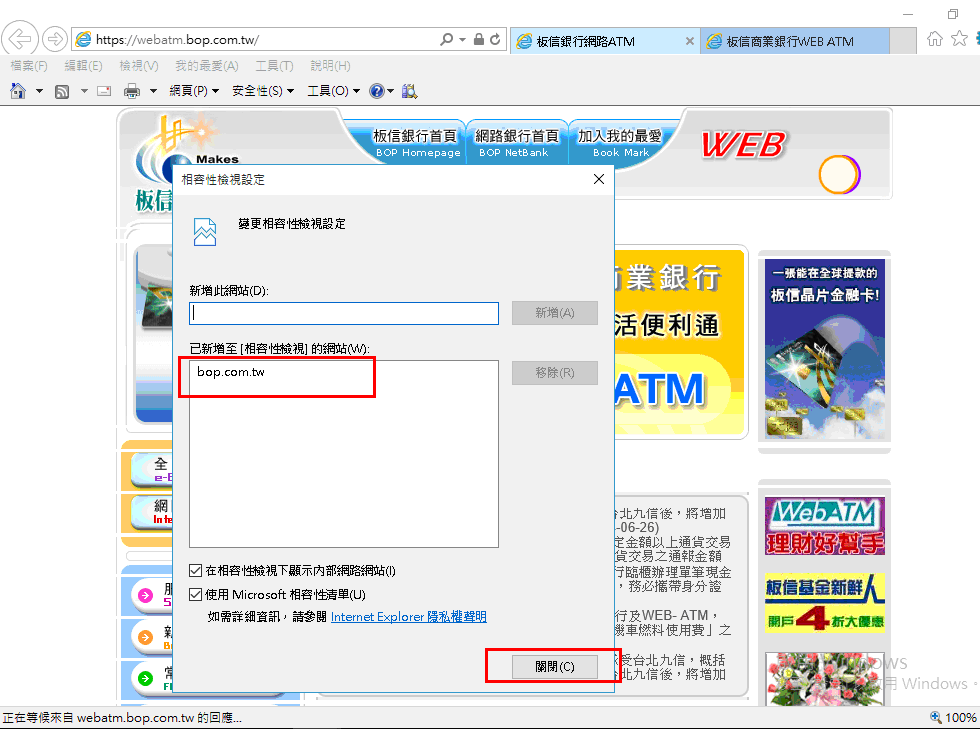 https://webatm.bop.com.tw/
板信銀行網路ATM
板信商業銀行WEB ATM
檔案(F) 編輯(E) 檢視(V) 我的最愛(A) 工具(T) 說明(H)
網頁(P) 安全性(S) 工具(O)
板信銀行首頁 網路銀行首頁 加入我的最愛
BOP Homepage BOP NetBank Book Mark
WEB
Makes
板信
相容性檢視設定
變更相容性檢視設定
新增此網站(D):
新增(A)
已新增至 [相容性檢視] 的網站(W):
bop.com.tw
移除(R)
在相容性檢視下顯示內部網路網站(I)
使用 Microsoft 相容性清單(U)
如需詳細資訊，請參閱 Internet Explorer 隱私權聲明
關閉(C)
業銀行
活便利通
ATM
一張能在全球提款的
板信晶片金融卡!
全
e-B
網
Inte
台北九信後，將增加
-06-26)
定金額以上通貨交易
貨交易之通報金額
行臨櫃辦理單筆現金
，務必攜帶身分證
行及WEB- ATM，
機車燃料使用費」之
受台北九信，概括
台北九信後，將增加
WebATM
理財好幫手
板信基金新鮮人
開戶4折大優惠
Windows
用 Windows。
正在等候來自 webatm.bop.com.tw 的回應...
100%